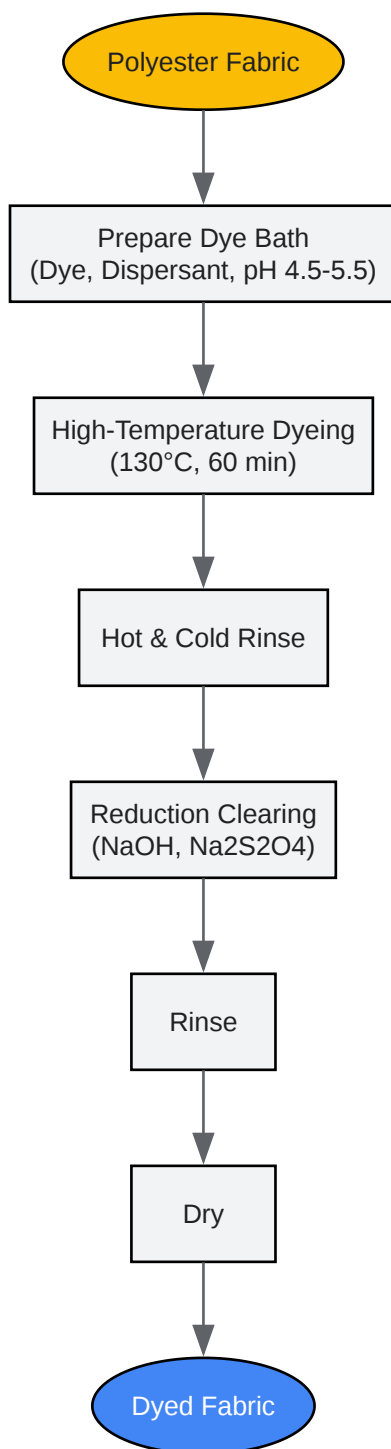 Polyester Fabric
Prepare Dye Bath
(Dye, Dispersant, pH 4.5-5.5)
High-Temperature Dyeing
(130°C, 60 min)
Hot & Cold Rinse
Reduction Clearing
(NaOH, Na2S2O4)
Rinse
Dry
Dyed Fabric